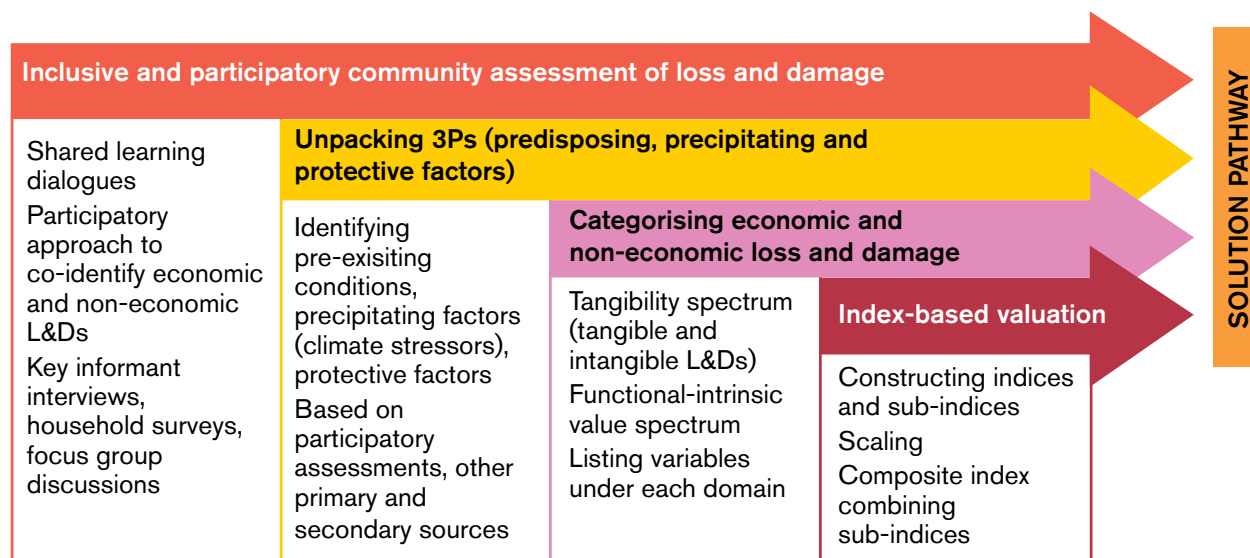 Inclusive and participatory community assessment of loss and damage
Shared learning
dialogues
Participatory
approach to
co-identify economic
and non-economic
L&Ds
Key informant
interviews,
household surveys,
focus group
discussions
Unpacking 3Ps (predisposing, precipitating and
protective factors)
Identifying
pre-exisiting
conditions,
precipitating factors
(climate stressors),
protective factors
Based on
participatory
assessments, other
primary and
secondary sources
Categorising economic and
non-economic loss and damage
Tangibility spectrum
(tangible and
intangible L&Ds)
Functional-intrinsic
value spectrum
Listing variables
under each domain
Index-based valuation
Constructing indices
and sub-indices
Scaling
Composite index
combining
sub-indices
SOLUTION PATHWAY